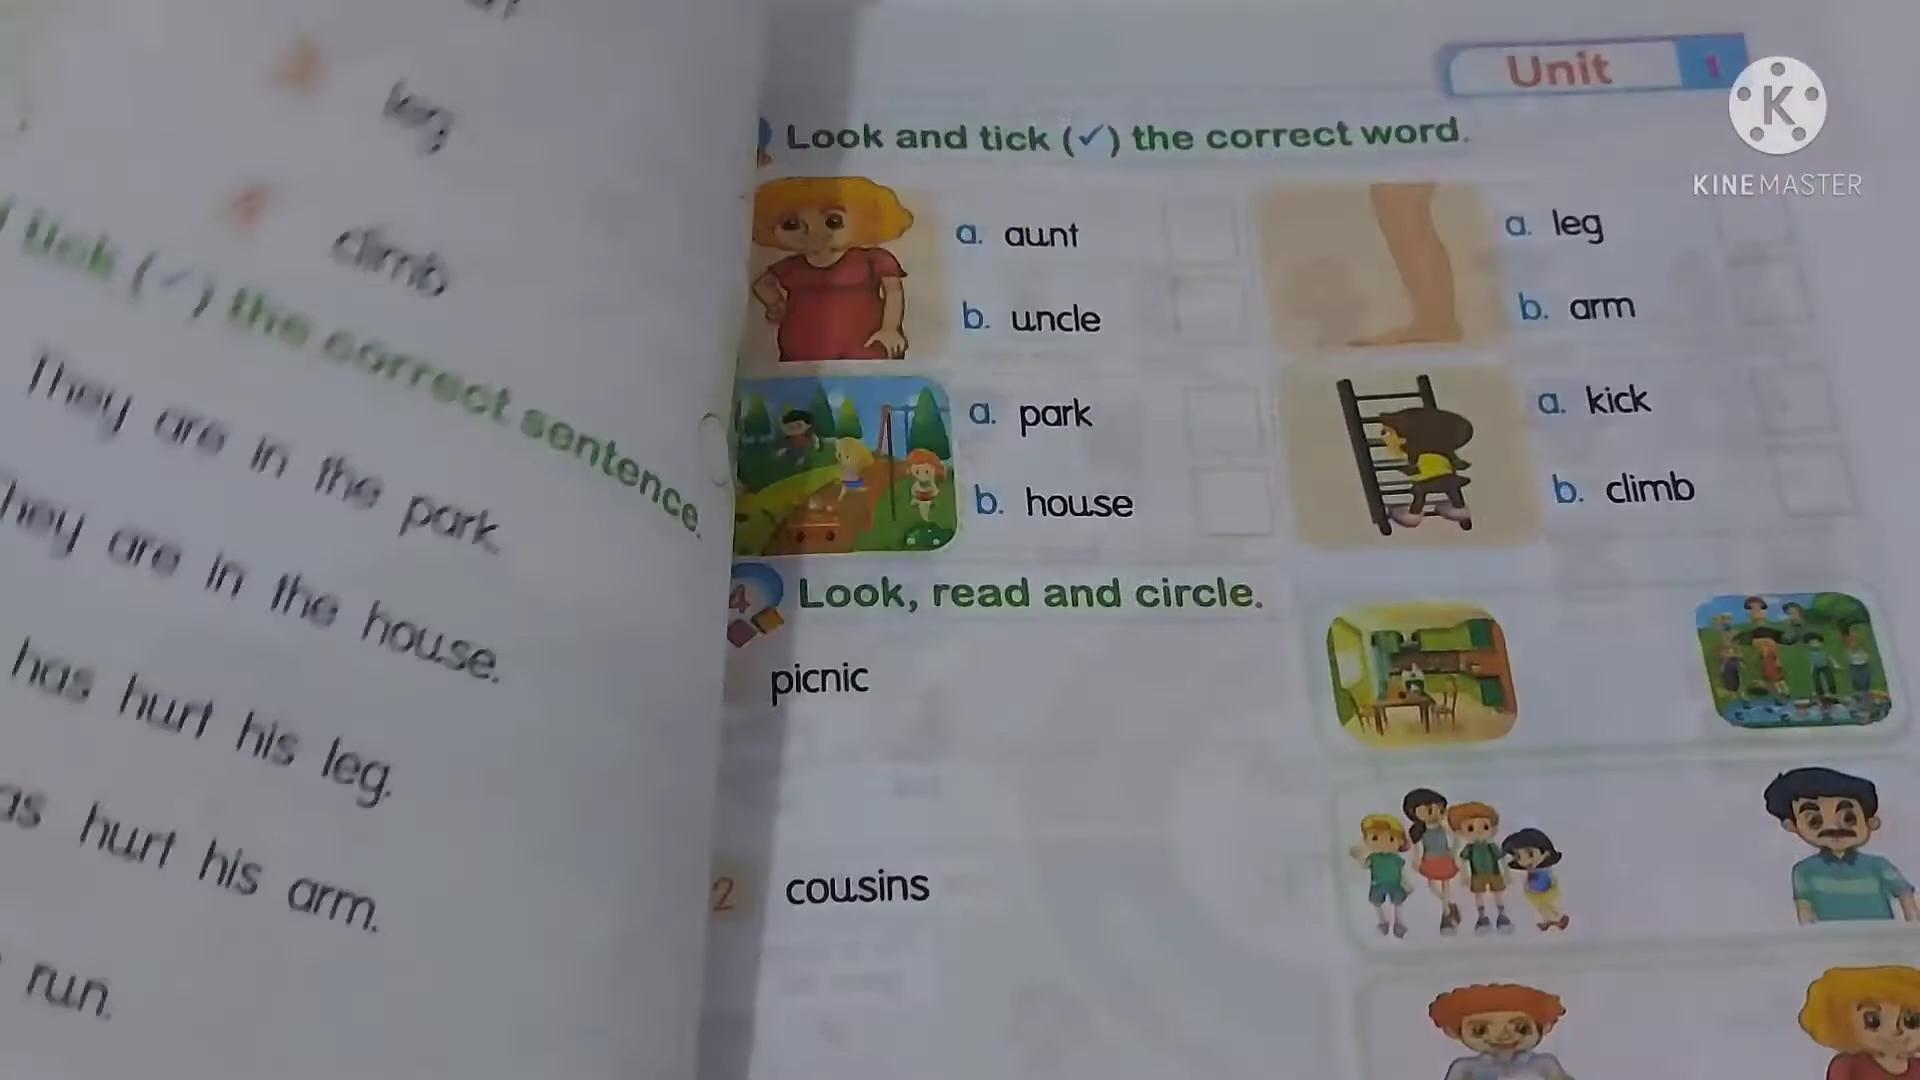 leg
climb
tick (✓) the correct sentence.
They are in the park.
They are in the house.
has hurt his leg.
hurt his arm.
run.
Unit 1
Look and tick (✓) the correct word.
a. aunt
b. uncle
a. leg
b. arm
a. park
b. house
a. kick
b. climb
4 Look, read and circle.
picnic
2 cousins
K
KINEMASTER